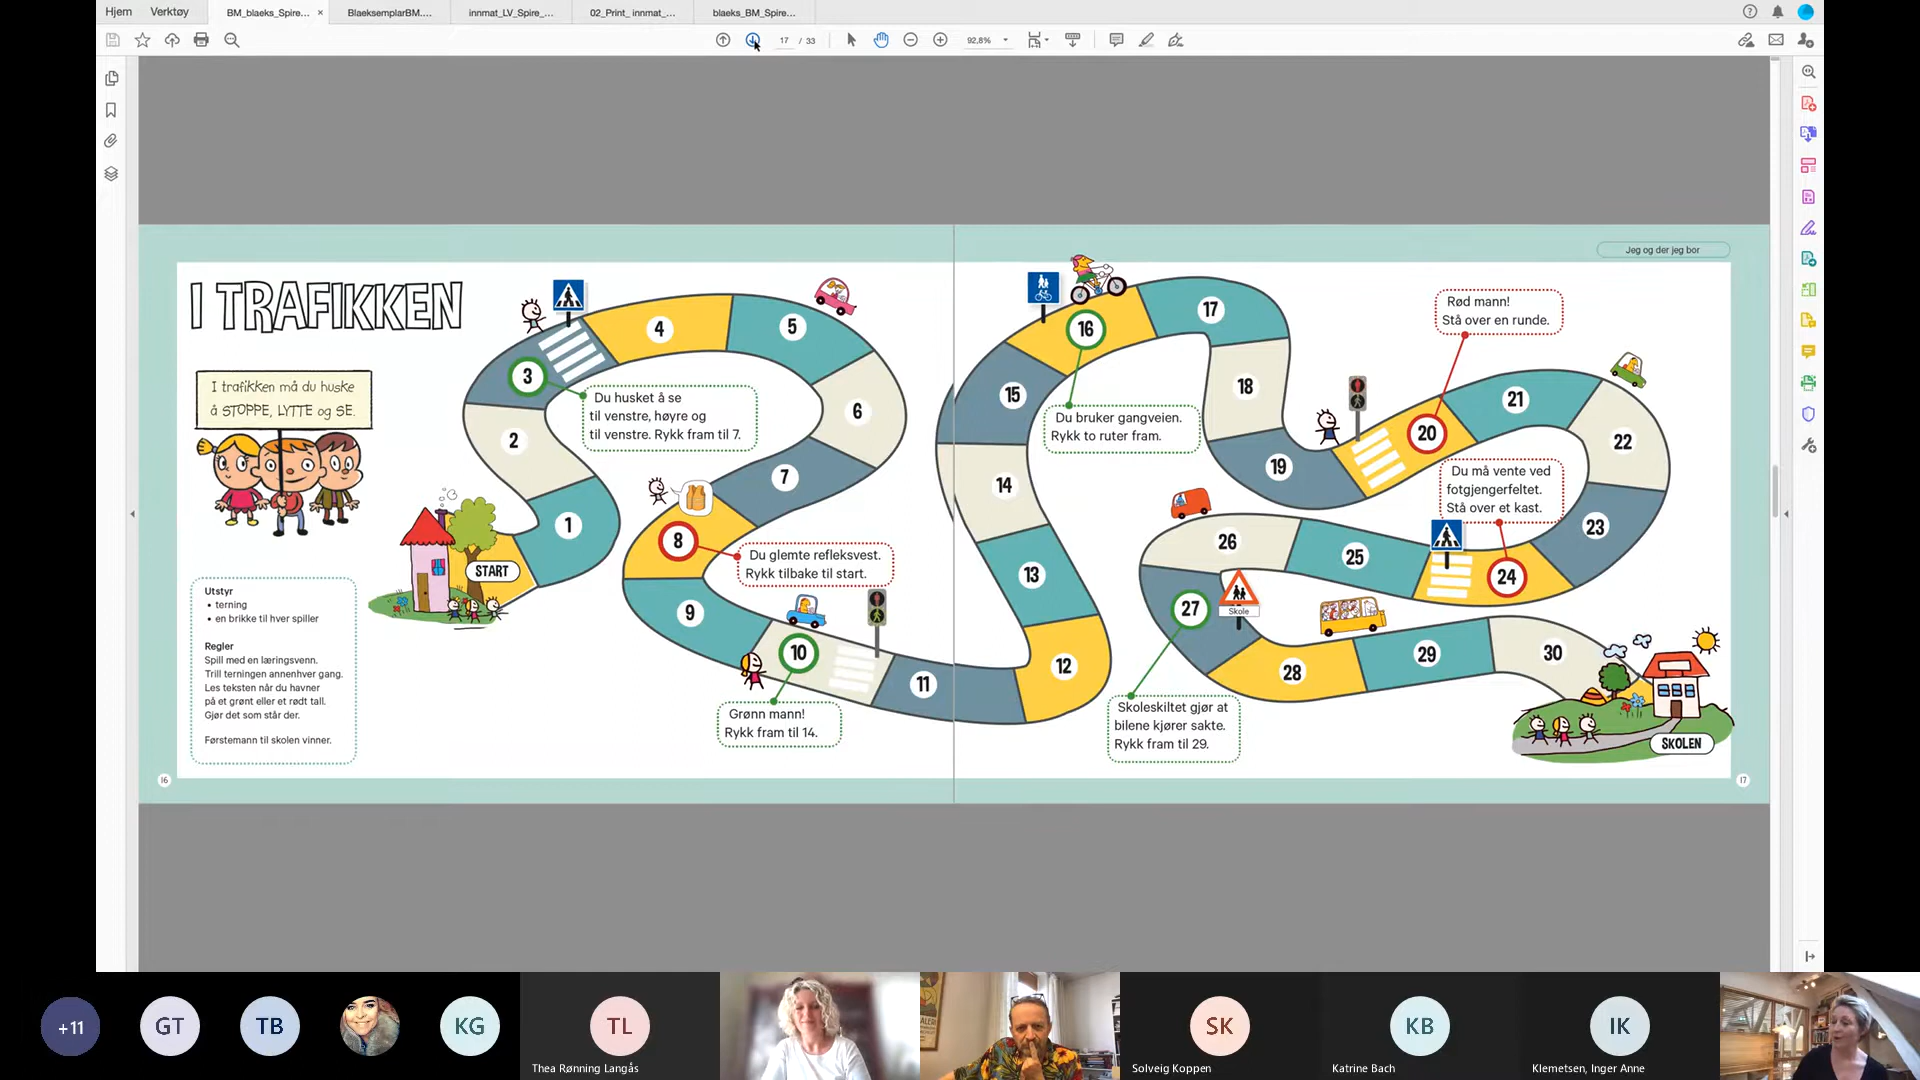 Hjem
Verktøy
BM_blaeks_Spire...
×
BlaeksemplarBM....
innmat_LV_Spire_...
02_Print_ innmat_...
blaeks_BM_Spire...
17 / 33
92,8%
Jeg og der jeg bor
I TRAFIKKEN
I trafikken må du huske
å STOPPE, LYTTE og SE.
Utstyr
• terning
• en brikke til hver spiller
Regler
Spill med en læringsvenn.
Trill terningen annenhver gang.
Les teksten når du havner
på et grønt eller et rødt tall.
Gjør det som står der.
Førstemann til skolen vinner.
START
1
2
3
Du husket å se
til venstre, høyre og
til venstre. Rykk fram til 7.
4
5
6
7
8
Du glemte refleksvest.
Rykk tilbake til start.
9
10
Grønn mann!
Rykk fram til 14.
11
12
13
14
15
16
Du bruker gangveien.
Rykk to ruter fram.
17
18
19
20
Rød mann!
Stå over en runde.
21
22
23
24
Du må vente ved
fotgjengerfeltet.
Stå over et kast.
25
26
27
Skole
Skoleskiltet gjør at
bilene kjører sakte.
Rykk fram til 29.
28
29
30
SKOLEN
16
17
+11
GT
TB
KG
TL
Thea Rønning Langås
SK
Solveig Koppen
KB
Katrine Bach
IK
Klemetsen, Inger Anne